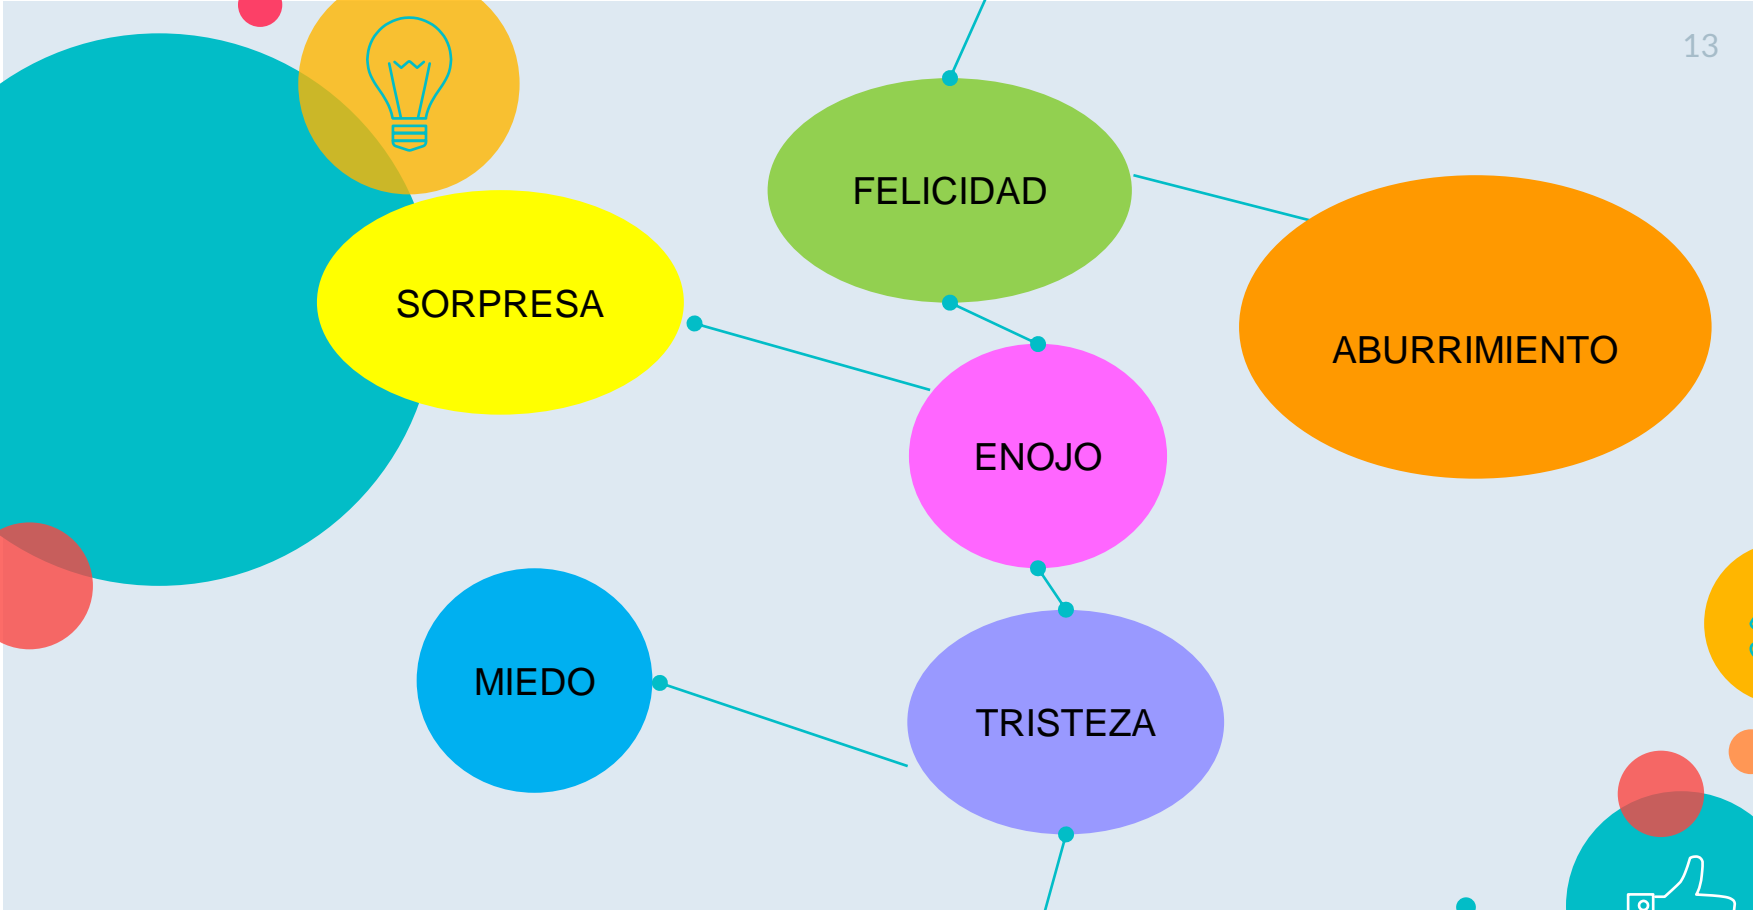 13
FELICIDAD
SORPRESA
ABURRIMIENTO
ENOJO
MIEDO
TRISTEZA